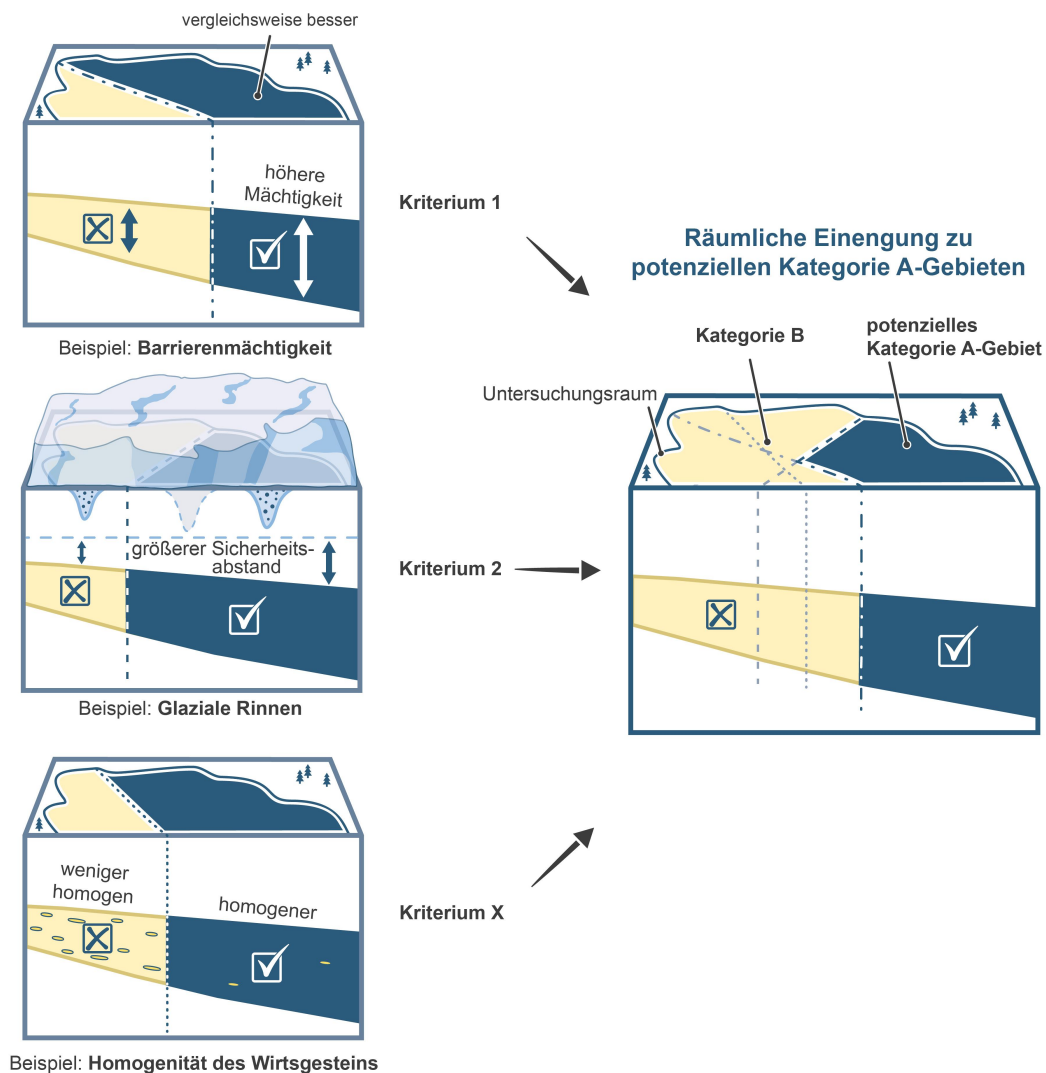 vergleichsweise besser
höhere
Mächtigkeit
Kriterium 1
Beispiel: Barrierenmächtigkeit
größerer Sicherheits-
abstand
Kriterium 2
Beispiel: Glaziale Rinnen
weniger
homogen
homogener
Kriterium X
Beispiel: Homogenität des Wirtsgesteins
Räumliche Einengung zu
potenziellen Kategorie A-Gebieten
Kategorie B
potenzielles
Kategorie A-Gebiet
Untersuchungsraum